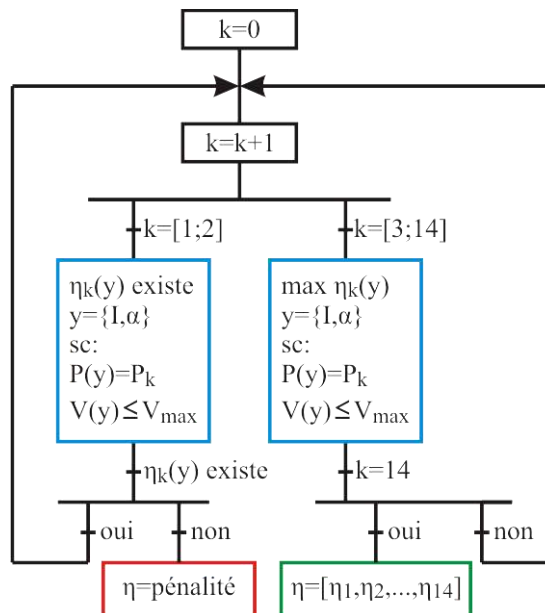 k=0
k=k+1
k=[1;2]
k=[3;14]
ηk(y) existe
y={I,α}
sc:
P(y)=Pk
V(y)≤Vmax
max ηk(y)
y={I,α}
sc:
P(y)=Pk
V(y)≤Vmax
ηk(y) existe
k=14
oui
non
oui
non
η=pénalité
η=[η1,η2,...,η14]